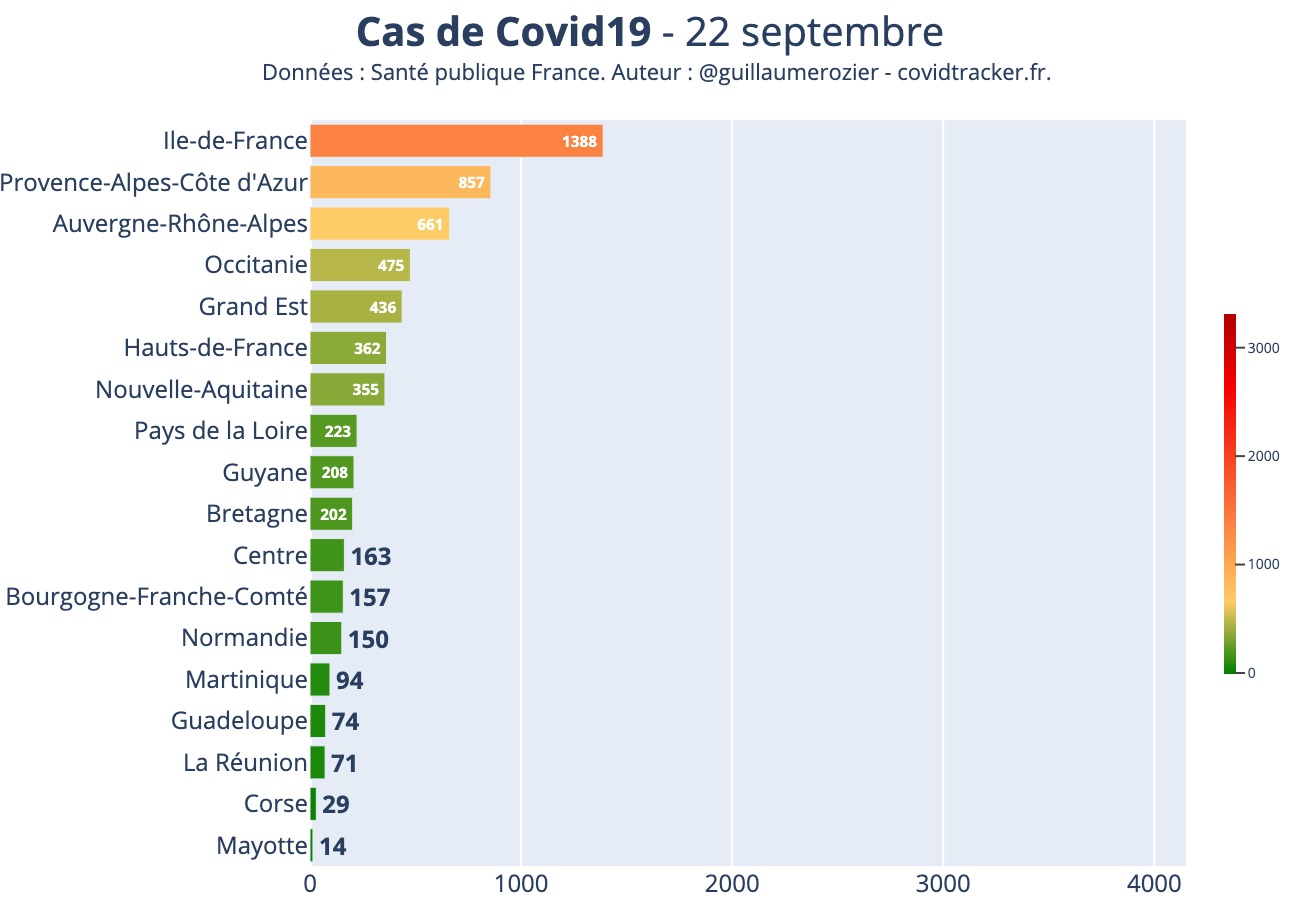 Cas de Covid19 - 22 septembre
Données : Santé publique France. Auteur : @guillaumerozier - covidtracker.fr.
Ile-de-France 1388
Provence-Alpes-Côte d'Azur 857
Auvergne-Rhône-Alpes 661
Occitanie 475
Grand Est 436
Hauts-de-France 362
Nouvelle-Aquitaine 355
Pays de la Loire 223
Guyane 208
Bretagne 202
Centre 163
Bourgogne-Franche-Comté 157
Normandie 150
Martinique 94
Guadeloupe 74
La Réunion 71
Corse 29
Mayotte 14
0 1000 2000 3000 4000
3000
2000
1000
0